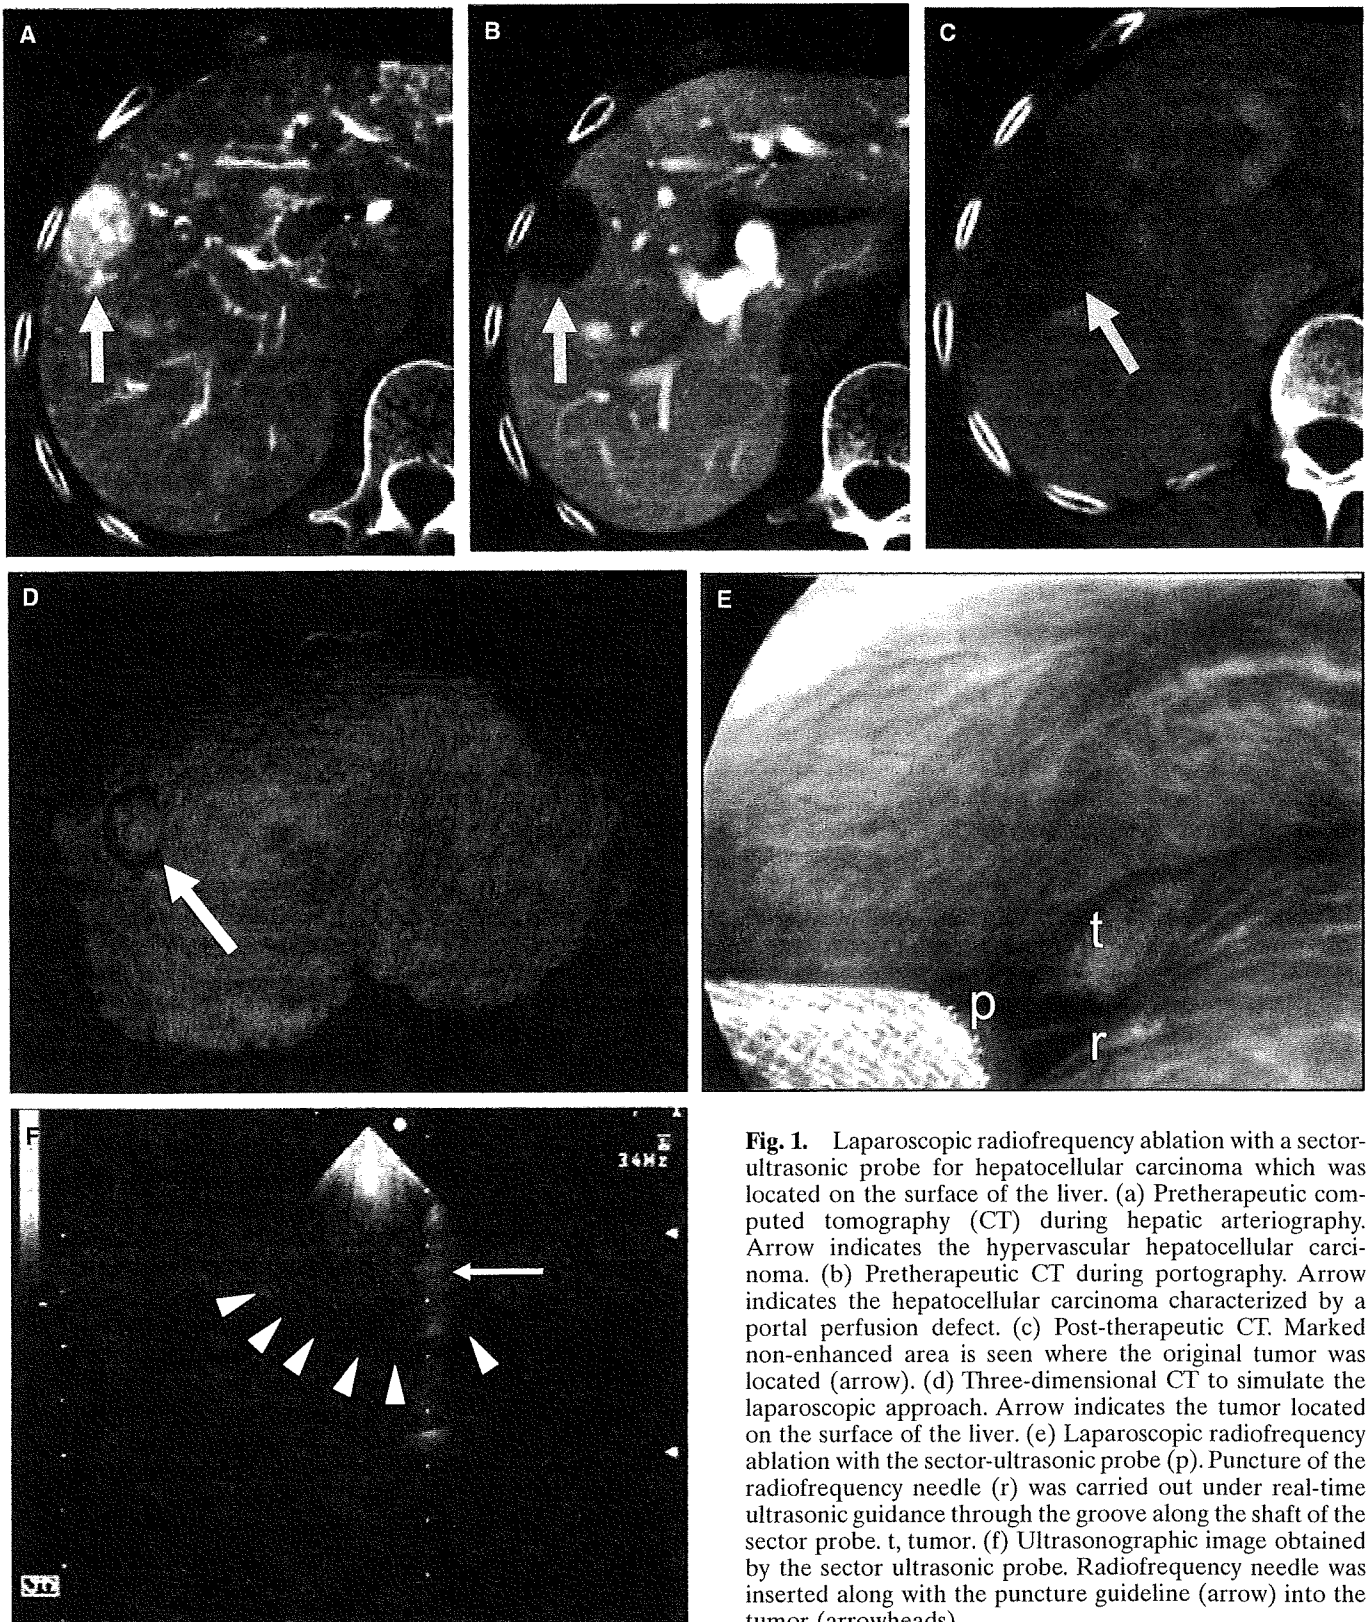 A
B
C
D
E
t
p
r
F
34Hz
Fig. 1. Laparoscopic radiofrequency ablation with a sector-
ultrasonic probe for hepatocellular carcinoma which was
located on the surface of the liver. (a) Pretherapeutic com-
puted tomography (CT) during hepatic arteriography.
Arrow indicates the hypervascular hepatocellular carci-
noma. (b) Pretherapeutic CT during portography. Arrow
indicates the hepatocellular carcinoma characterized by a
portal perfusion defect. (c) Post-therapeutic CT. Marked
non-enhanced area is seen where the original tumor was
located (arrow). (d) Three-dimensional CT to simulate the
laparoscopic approach. Arrow indicates the tumor located
on the surface of the liver. (e) Laparoscopic radiofrequency
ablation with the sector-ultrasonic probe (p). Puncture of the
radiofrequency needle (r) was carried out under real-time
ultrasonic guidance through the groove along the shaft of the
sector probe. t, tumor. (f) Ultrasonographic image obtained
by the sector ultrasonic probe. Radiofrequency needle was
inserted along with the puncture guideline (arrow) into the
tumor (arrowheads)